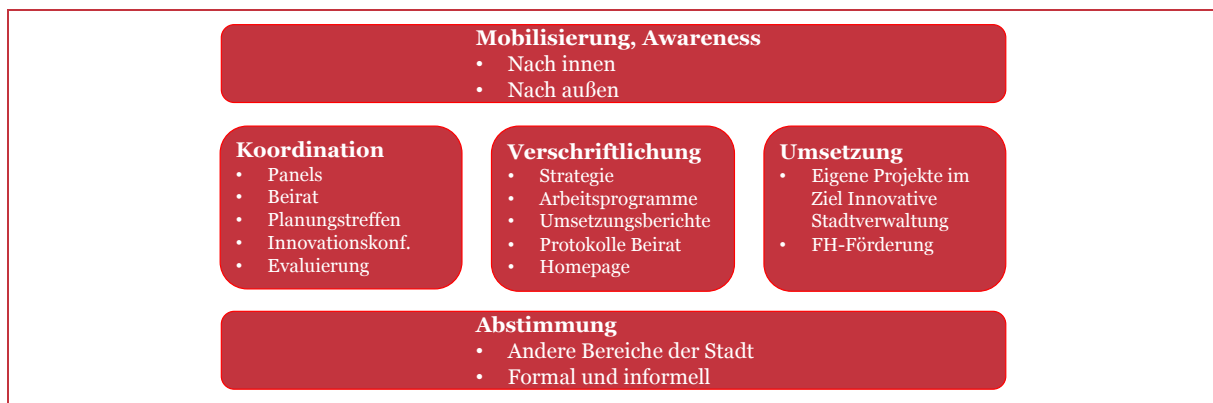 Mobilisierung, Awareness
• Nach innen
• Nach außen
Koordination
• Panels
• Beirat
• Planungstreffen
• Innovationskonf.
• Evaluierung
Verschriftlichung
• Strategie
• Arbeitsprogramme
• Umsetzungsberichte
• Protokolle Beirat
• Homepage
Umsetzung
• Eigene Projekte im
Ziel Innovative
Stadtverwaltung
• FH-Förderung
Abstimmung
• Andere Bereiche der Stadt
• Formal und informell